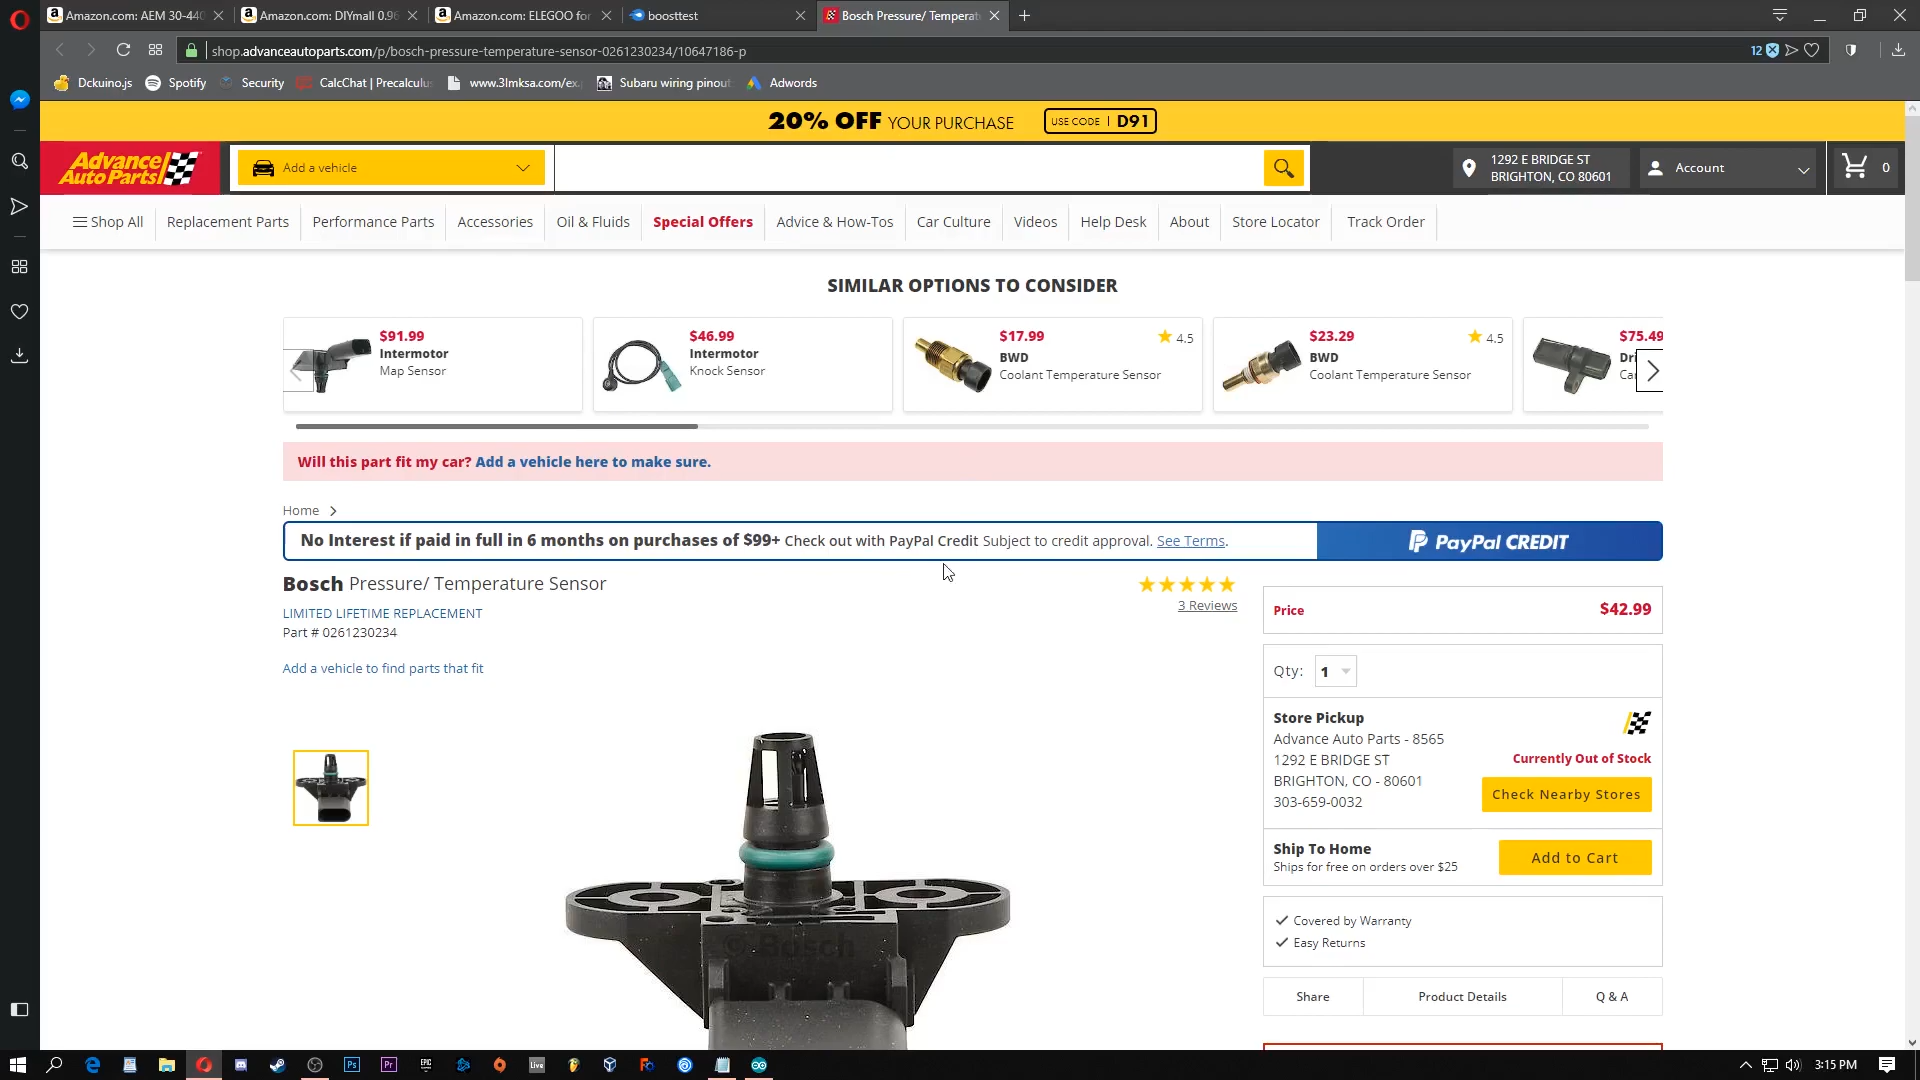 Amazon.com: AEM 30-440
Amazon.com: DIYmall 0.96
Amazon.com: ELEGOO for
boosttest
Bosch Pressure/ Temperat
shop.advanceautoparts.com/p/bosch-pressure-temperature-sensor-0261230234/10647186-p
12
Dckuino.js
Spotify
Security
CalcChat | Precalculus
www.3lmksa.com/ex
Subaru wiring pinout
Adwords
20% OFF YOUR PURCHASE
USE CODE | D91
Advance Auto Parts
Add a vehicle
1292 E BRIDGE ST
BRIGHTON, CO 80601
Account
0
Shop All
Replacement Parts
Performance Parts
Accessories
Oil & Fluids
Special Offers
Advice & How-Tos
Car Culture
Videos
Help Desk
About
Store Locator
Track Order
SIMILAR OPTIONS TO CONSIDER
$91.99
Intermotor
Map Sensor
$46.99
Intermotor
Knock Sensor
$17.99
4.5
BWD
Coolant Temperature Sensor
$23.29
4.5
BWD
Coolant Temperature Sensor
$75.49
Dri
Ca
Will this part fit my car? Add a vehicle here to make sure.
Home
No Interest if paid in full in 6 months on purchases of $99+ Check out with PayPal Credit Subject to credit approval. See Terms.
PayPal CREDIT
Bosch Pressure/ Temperature Sensor
3 Reviews
LIMITED LIFETIME REPLACEMENT
Part # 0261230234
Add a vehicle to find parts that fit
© Bosch
Price
$42.99
Qty: 1
Store Pickup
Advance Auto Parts - 8565
1292 E BRIDGE ST
BRIGHTON, CO - 80601
303-659-0032
Currently Out of Stock
Check Nearby Stores
Ship To Home
Ships for free on orders over $25
Add to Cart
Covered by Warranty
Easy Returns
Share
Product Details
Q & A
Ps
Pr
EPIC
Live
3:15 PM